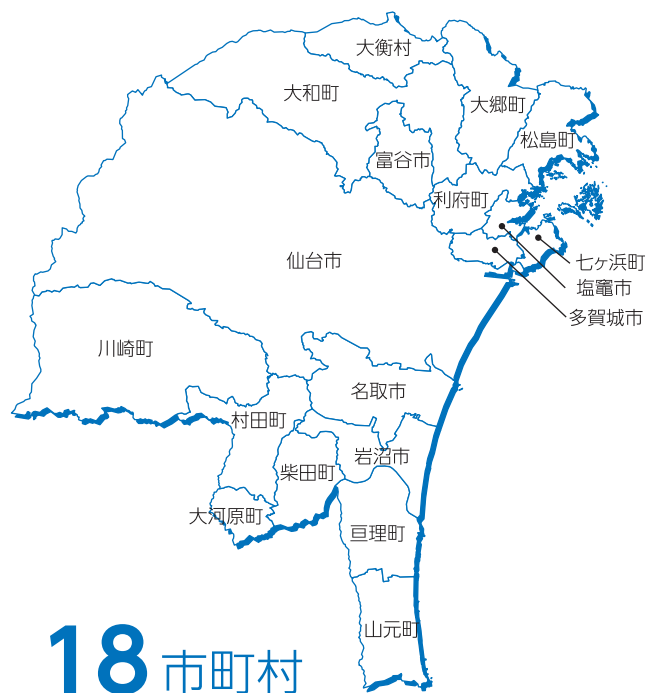 大衡村
大和町
大郷町
松島町
富谷市
利府町
仙台市
七ヶ浜町
塩竈市
多賀城市
川崎町
名取市
村田町
岩沼市
柴田町
大河原町
亘理町
山元町
18市町村